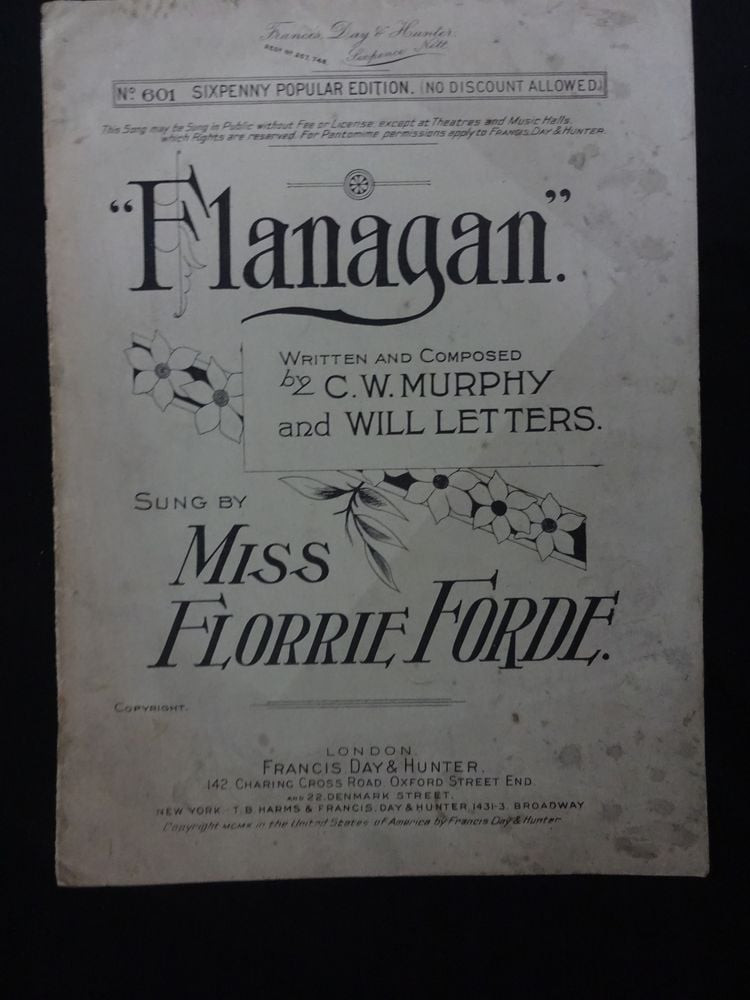 Francis, Day & Hunter.
Sixpence Nett.
No 601 SIXPENNY POPULAR EDITION. (NO DISCOUNT ALLOWED.)
This Song may be Sung in Public without Fee or License, except at Theatres and Music Halls,
which Rights are reserved. For Pantomime permissions apply to FRANCIS, DAY & HUNTER.
"Flanagan."
WRITTEN AND COMPOSED
by C. W. MURPHY
and WILL LETTERS.
SUNG BY
MISS
FLORRIE FORDE.
COPYRIGHT.
LONDON,
FRANCIS, DAY & HUNTER,
142, CHARING CROSS ROAD, OXFORD STREET END.
AND 22, DENMARK STREET.
NEW YORK: T. B. HARMS & FRANCIS, DAY & HUNTER, 1431-3, BROADWAY
Copyright MCMX in the United States of America by Francis Day & Hunter